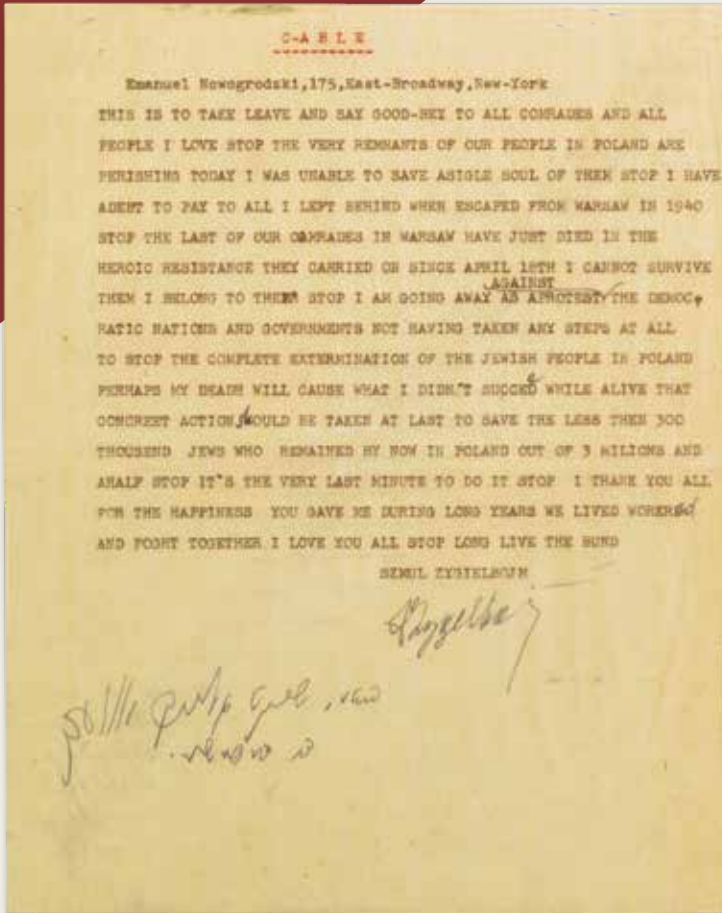 C-A B L E
Emanuel Nowogrodzki,175,East-Broadway,New-York
THIS IS TO TAKE LEAVE AND SAY GOOD-BEY TO ALL COMRADES AND ALL
PEOPLE I LOVE STOP THE VERY REMNANTS OF OUR PEOPLE IN POLAND ARE
PERISHING TODAY I WAS UNABLE TO SAVE ASIGLE SOUL OF THEM STOP I HAVE
ADEBT TO PAY TO ALL I LEFT BEHIND WHEN ESCAPED FROM WARSAW IN 1940
STOP THE LAST OF OUR CAMRADES IN WARSAW HAVE JUST DIED IN THE
HEROIC RESISTANCE THEY CARRIED ON SINCE APRIL 18TH I CANNOT SURVIVE
THEM I BELONG TO THEM STOP I AM GOING AWAY AS APROTEST AGAINST THE DEMOC,
RATIC NATIONS AND GOVERNMENTS NOT HAVING TAKEN ANY STEPS AT ALL
TO STOP THE COMPLETE EXTERMINATION OF THE JEWISH PEOPLE IN POLAND
PERHAPS MY DEADH WILL CAUSE WHAT I DIDN'T SUCCEED WHILE ALIVE THAT
CONCREET ACTION SHOULD BE TAKEN AT LAST TO SAVE THE LESS THEN 300
THOUSEND JEWS WHO REMAINED BY NOW IN POLAND OUT OF 3 MILIONS AND
AHALF STOP IT'S THE VERY LAST MINUTE TO DO IT STOP I THANK YOU ALL
FOR THE HAPPINESS YOU GAVE ME DURING LONG YEARS WE LIVED WORKED
AND FOGHT TOGETHER I LOVE YOU ALL STOP LONG LIVE THE BUND
SZMUL ZYGIELBOJM